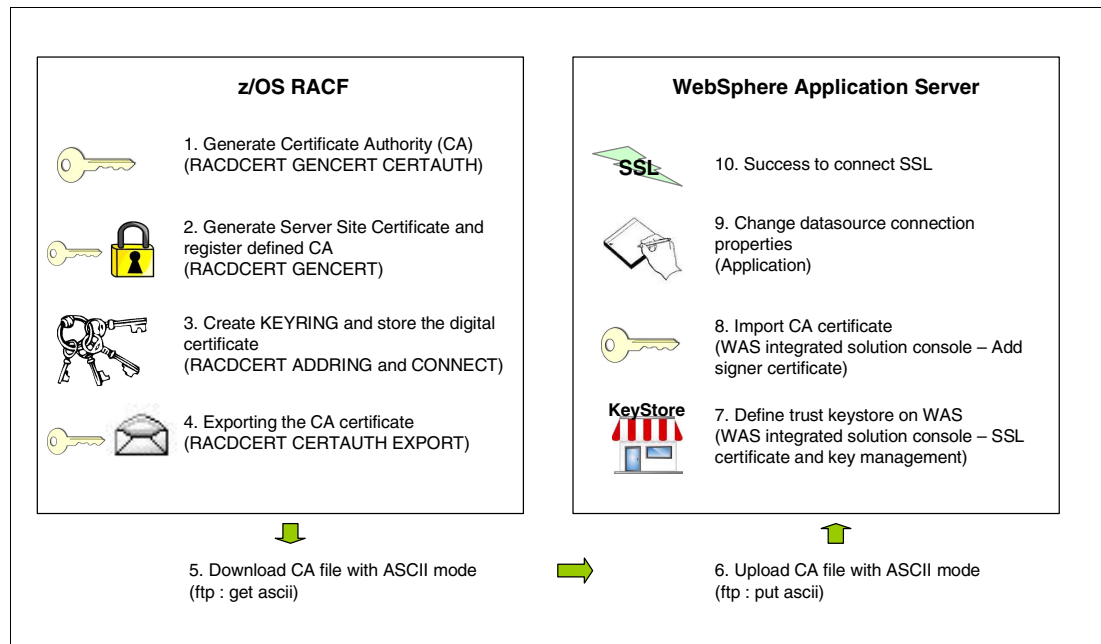 z/OS RACF
1. Generate Certificate Authority (CA)
(RACDCERT GENCERT CERTAUTH)
2. Generate Server Site Certificate and
register defined CA
(RACDCERT GENCERT)
3. Create KEYRING and store the digital
certificate
(RACDCERT ADDRING and CONNECT)
4. Exporting the CA certificate
(RACDCERT CERTAUTH EXPORT)
5. Download CA file with ASCII mode
(ftp : get ascii)
6. Upload CA file with ASCII mode
(ftp : put ascii)
WebSphere Application Server
SSL
10. Success to connect SSL
9. Change datasource connection
properties
(Application)
8. Import CA certificate
(WAS integrated solution console – Add
signer certificate)
KeyStore
7. Define trust keystore on WAS
(WAS integrated solution console – SSL
certificate and key management)